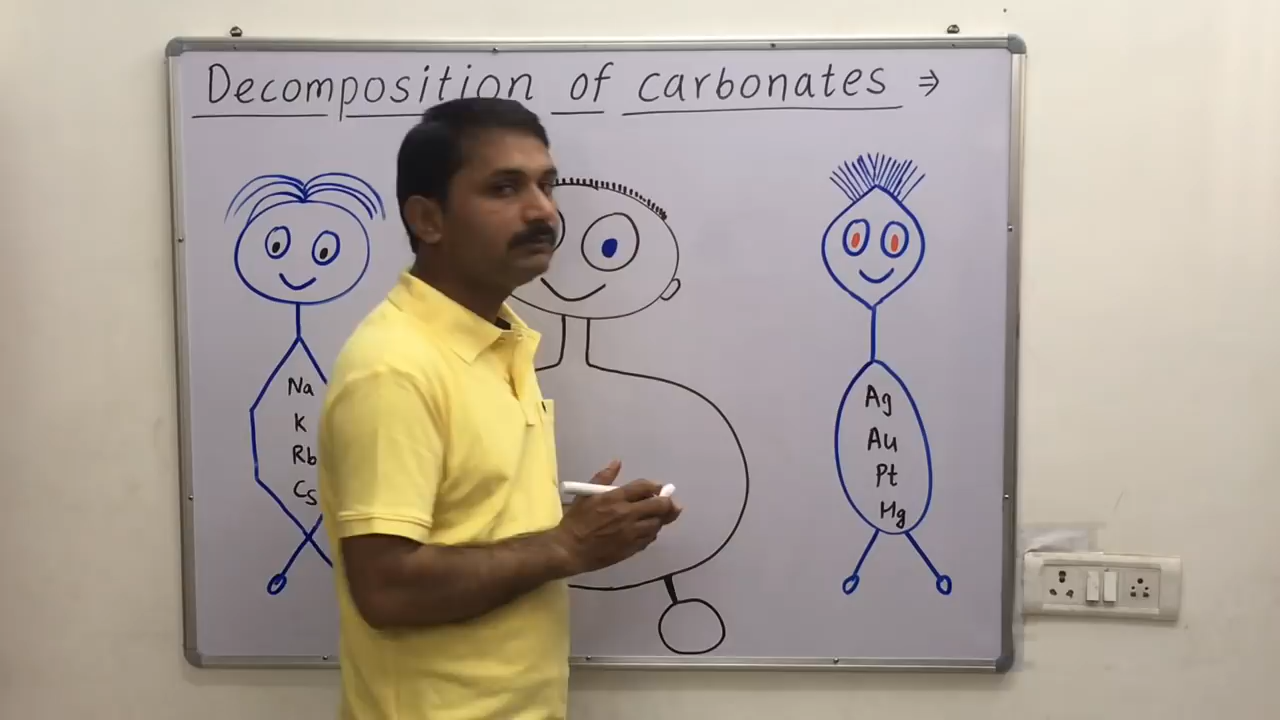 Decomposition of carbonates ⇒
Na
K
Rb
Cs
Ag
Au
Pt
Hg